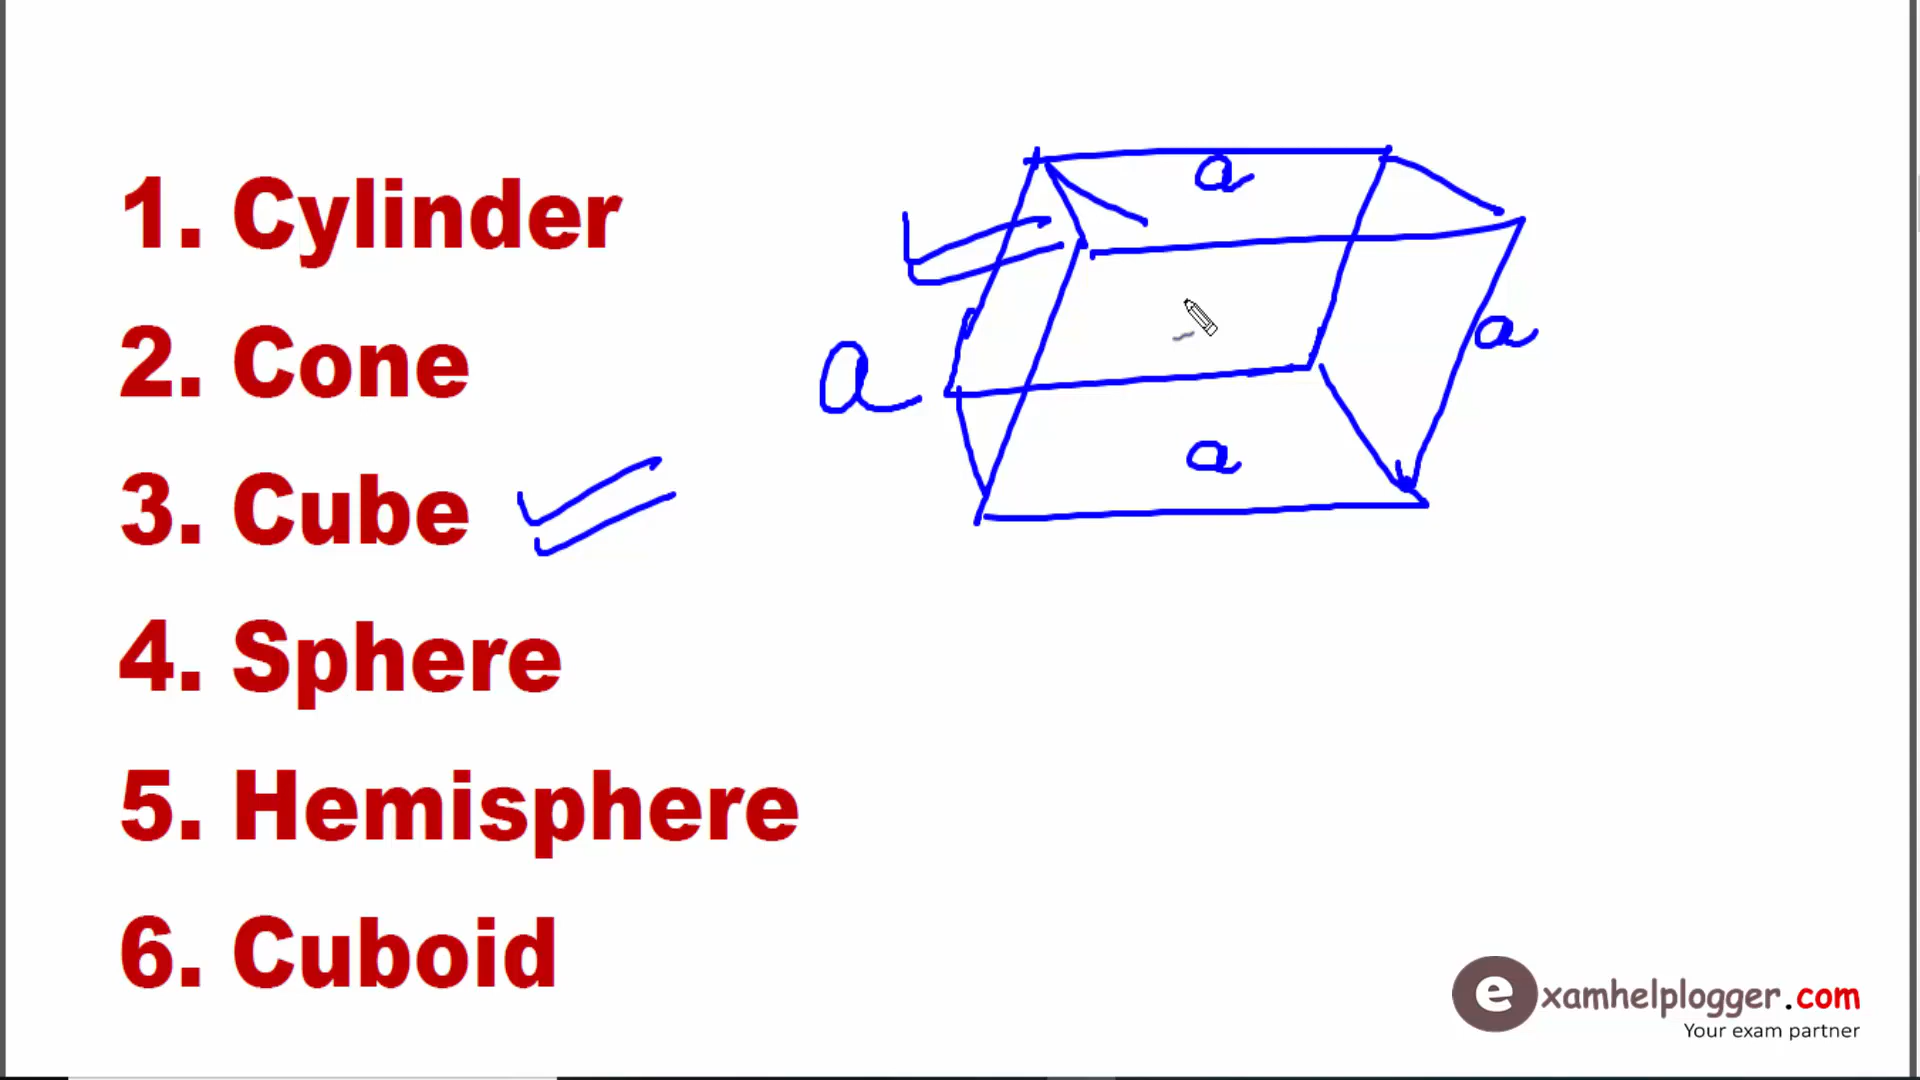 1. Cylinder
2. Cone
3. Cube
4. Sphere
5. Hemisphere
6. Cuboid
a
a
a
a
examhelplogger.com
Your exam partner